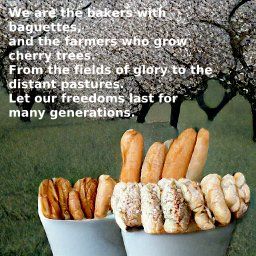 We are the bakers with
baguettes,
and the farmers who grow
cherry trees.
From the fields of glory to the
distant pastures.
Let our freedoms last for
many generations.